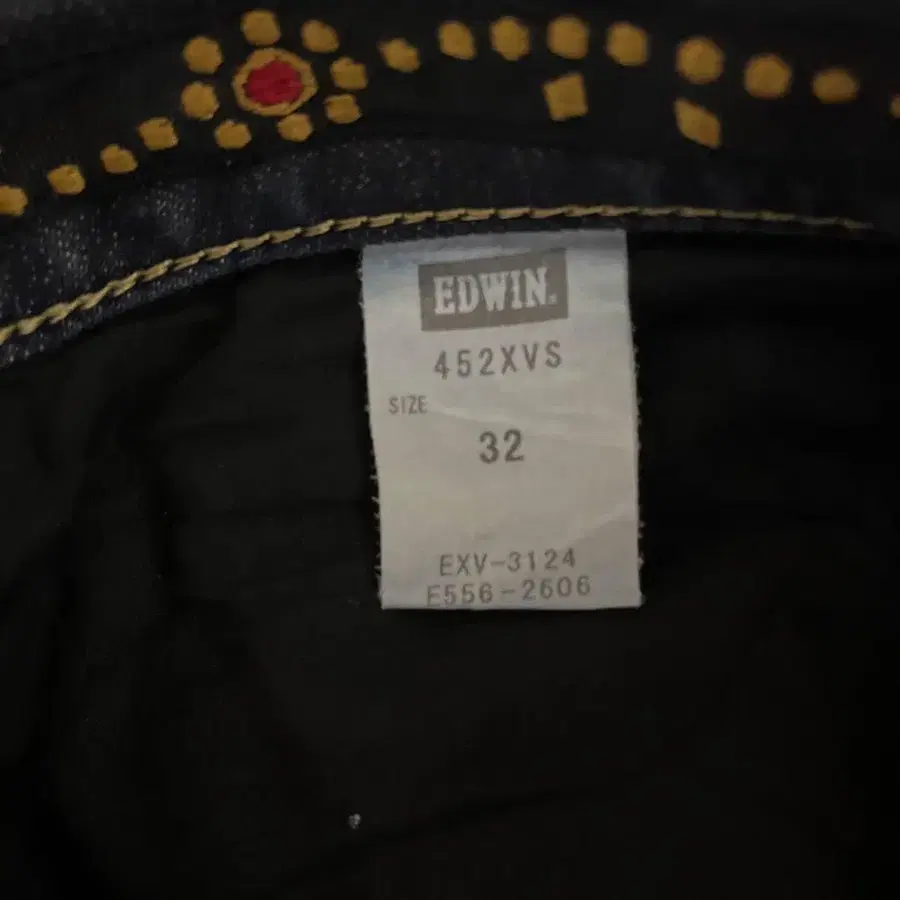 EDWIN.
452XVS
SIZE
32
EXV-3124
E556-2606